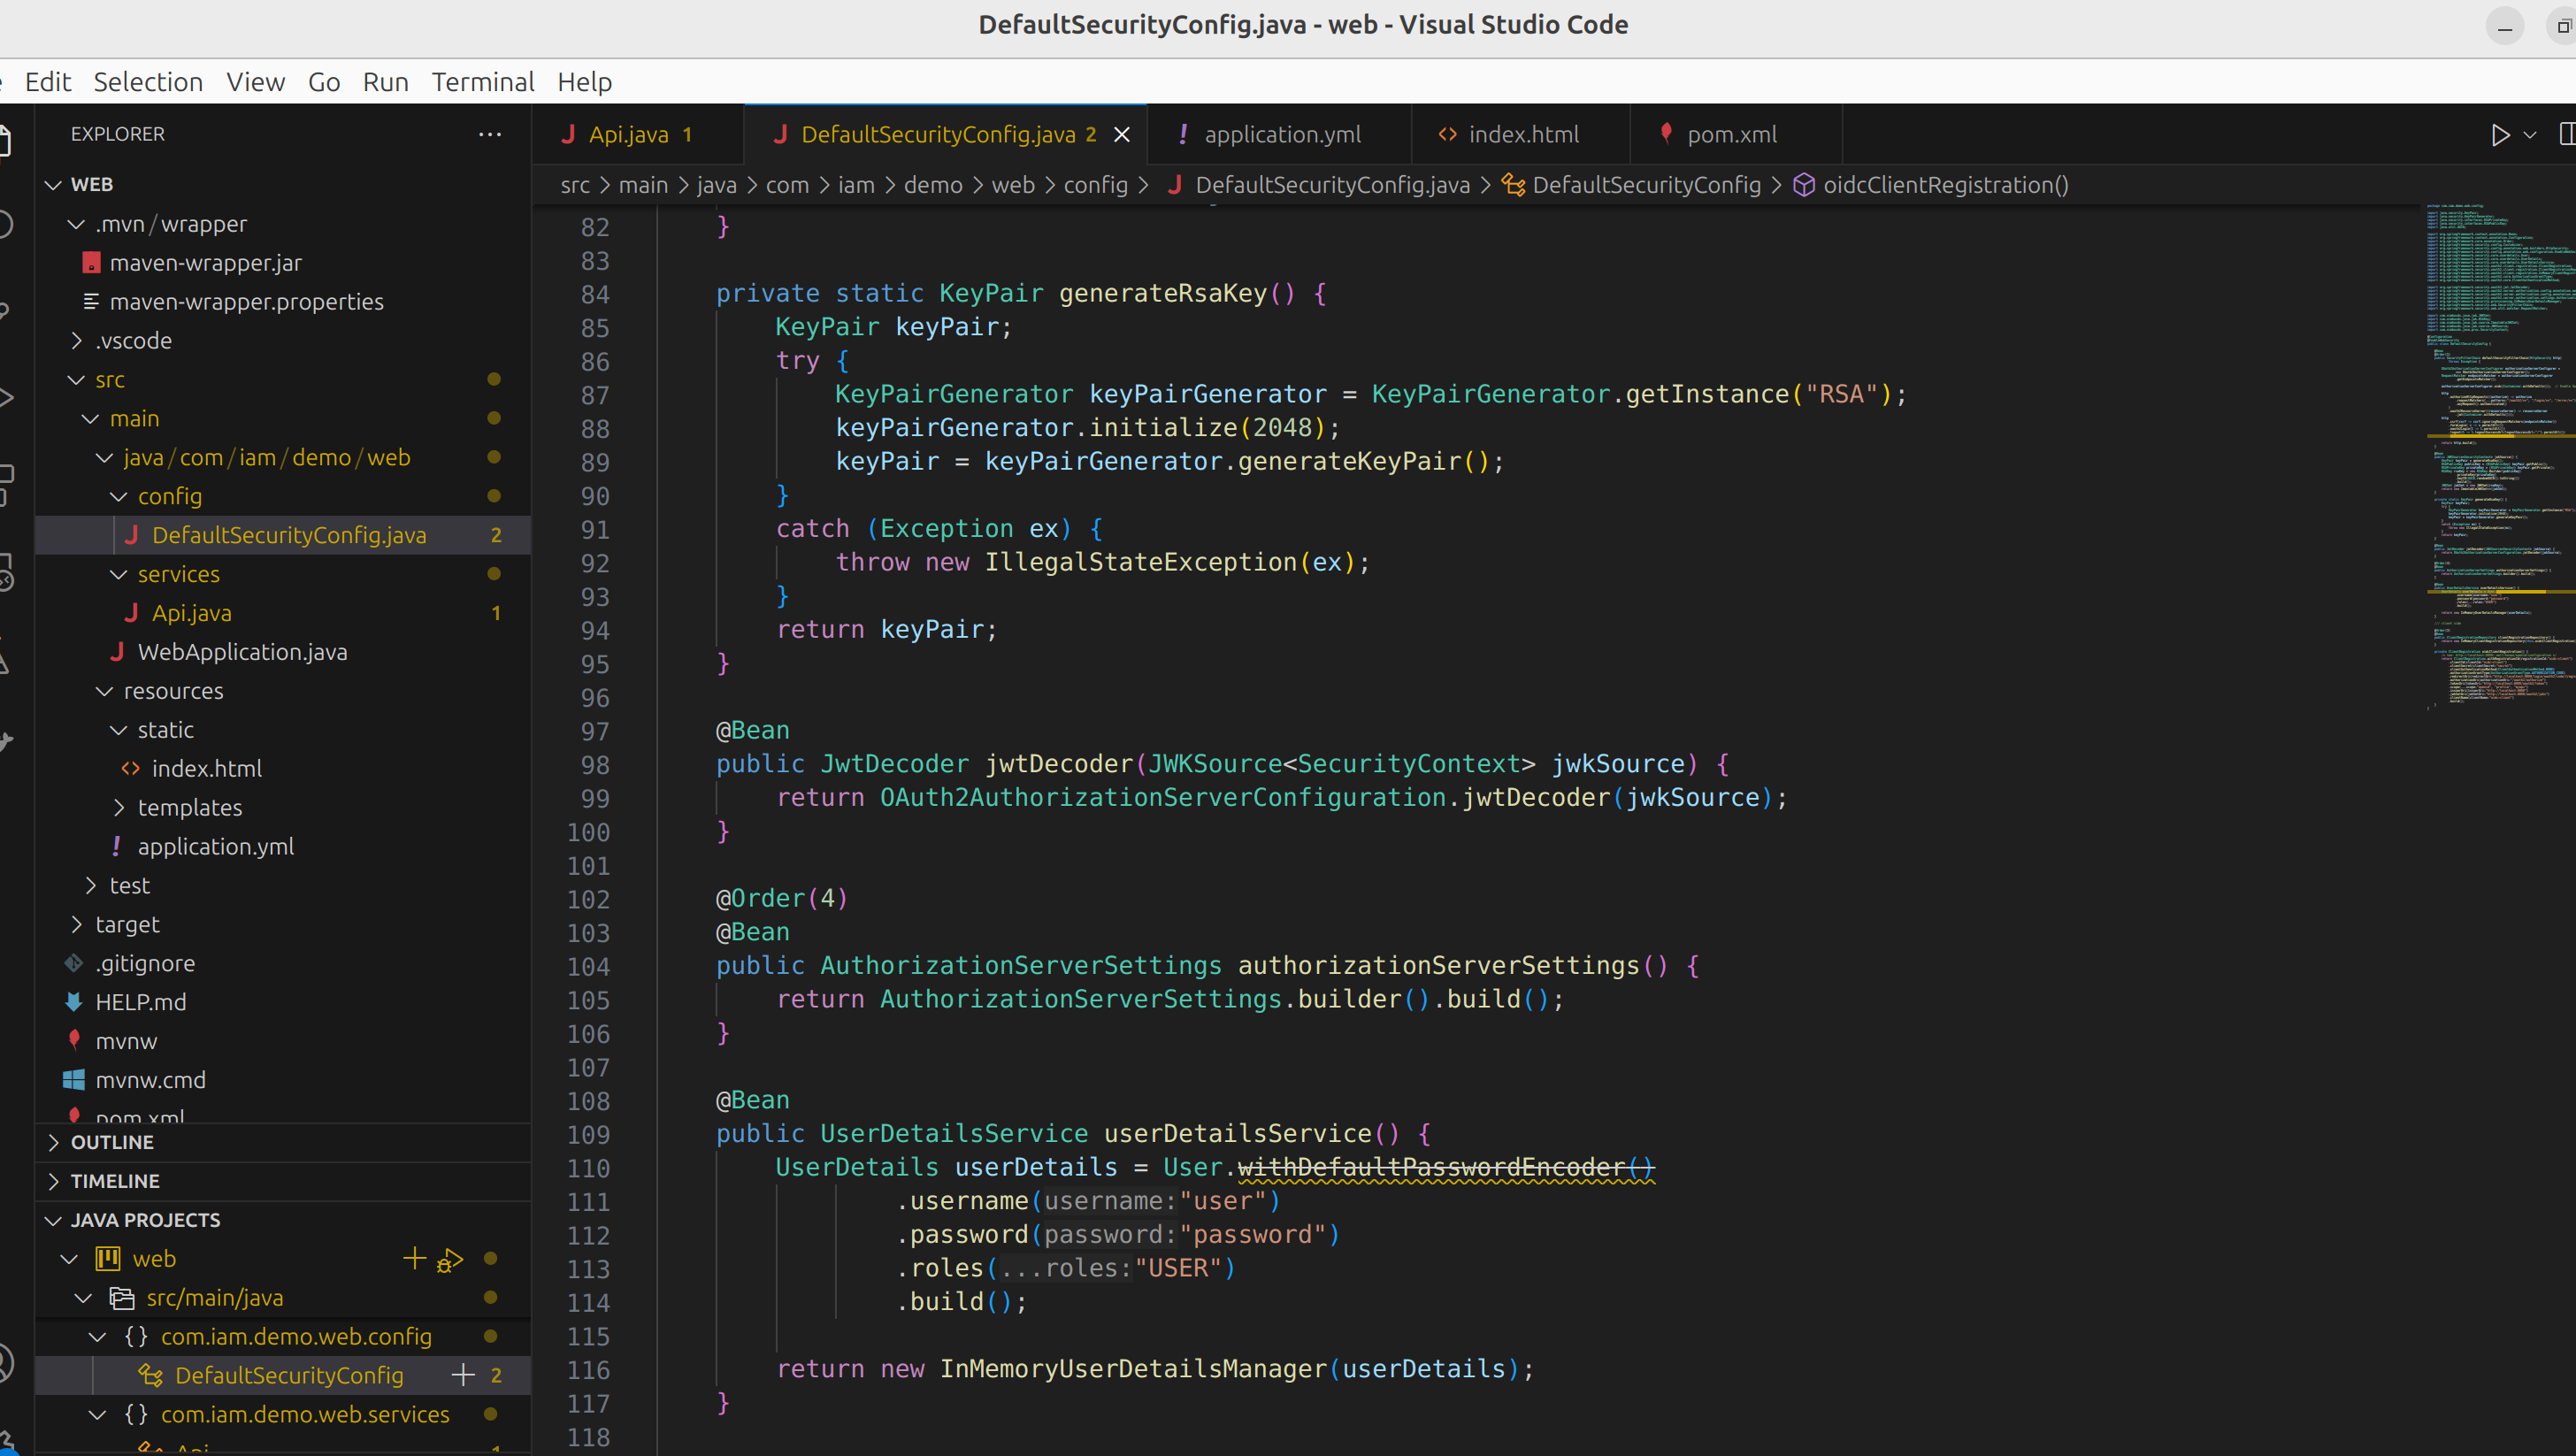 DefaultSecurityConfig.java - web - Visual Studio Code
Edit Selection View Go Run Terminal Help
EXPLORER
WEB
.mvn / wrapper
maven-wrapper.jar
maven-wrapper.properties
.vscode
src
main
java / com / iam / demo / web
config
DefaultSecurityConfig.java 2
services
Api.java 1
WebApplication.java
resources
static
index.html
templates
application.yml
test
target
.gitignore
HELP.md
mvnw
mvnw.cmd
pom.xml
OUTLINE
TIMELINE
JAVA PROJECTS
web
src/main/java
{} com.iam.demo.web.config
DefaultSecurityConfig 2
{} com.iam.demo.web.services
Api 1
Api.java 1 DefaultSecurityConfig.java 2 application.yml index.html pom.xml
src > main > java > com > iam > demo > web > config > DefaultSecurityConfig.java > DefaultSecurityConfig > oidcClientRegistration()
82 }
83
84 private static KeyPair generateRsaKey() {
85 KeyPair keyPair;
86 try {
87 KeyPairGenerator keyPairGenerator = KeyPairGenerator.getInstance("RSA");
88 keyPairGenerator.initialize(2048);
89 keyPair = keyPairGenerator.generateKeyPair();
90 }
91 catch (Exception ex) {
92 throw new IllegalStateException(ex);
93 }
94 return keyPair;
95 }
96
97 @Bean
98 public JwtDecoder jwtDecoder(JWKSource<SecurityContext> jwkSource) {
99 return OAuth2AuthorizationServerConfiguration.jwtDecoder(jwkSource);
100 }
101
102 @Order(4)
103 @Bean
104 public AuthorizationServerSettings authorizationServerSettings() {
105 return AuthorizationServerSettings.builder().build();
106 }
107
108 @Bean
109 public UserDetailsService userDetailsService() {
110 UserDetails userDetails = User.withDefaultPasswordEncoder()
111 .username(username:"user")
112 .password(password:"password")
113 .roles(...roles:"USER")
114 .build();
115
116 return new InMemoryUserDetailsManager(userDetails);
117 }
118